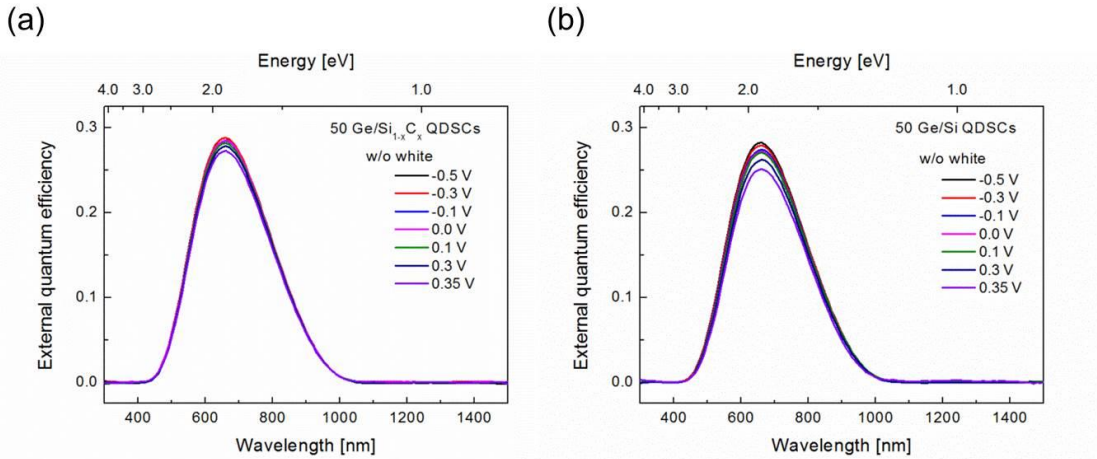 (a)
Energy [eV]
4.0 3.0 2.0 1.0
0.3
0.2
0.1
0.0
External quantum efficiency
50 Ge/Si1-xCx QDSCs
w/o white
-0.5 V
-0.3 V
-0.1 V
0.0 V
0.1 V
0.3 V
0.35 V
400 600 800 1000 1200 1400
Wavelength [nm]
(b)
Energy [eV]
4.0 3.0 2.0 1.0
0.3
0.2
0.1
0.0
External quantum efficiency
50 Ge/Si QDSCs
w/o white
-0.5 V
-0.3 V
-0.1 V
0.0 V
0.1 V
0.3 V
0.35 V
400 600 800 1000 1200 1400
Wavelength [nm]